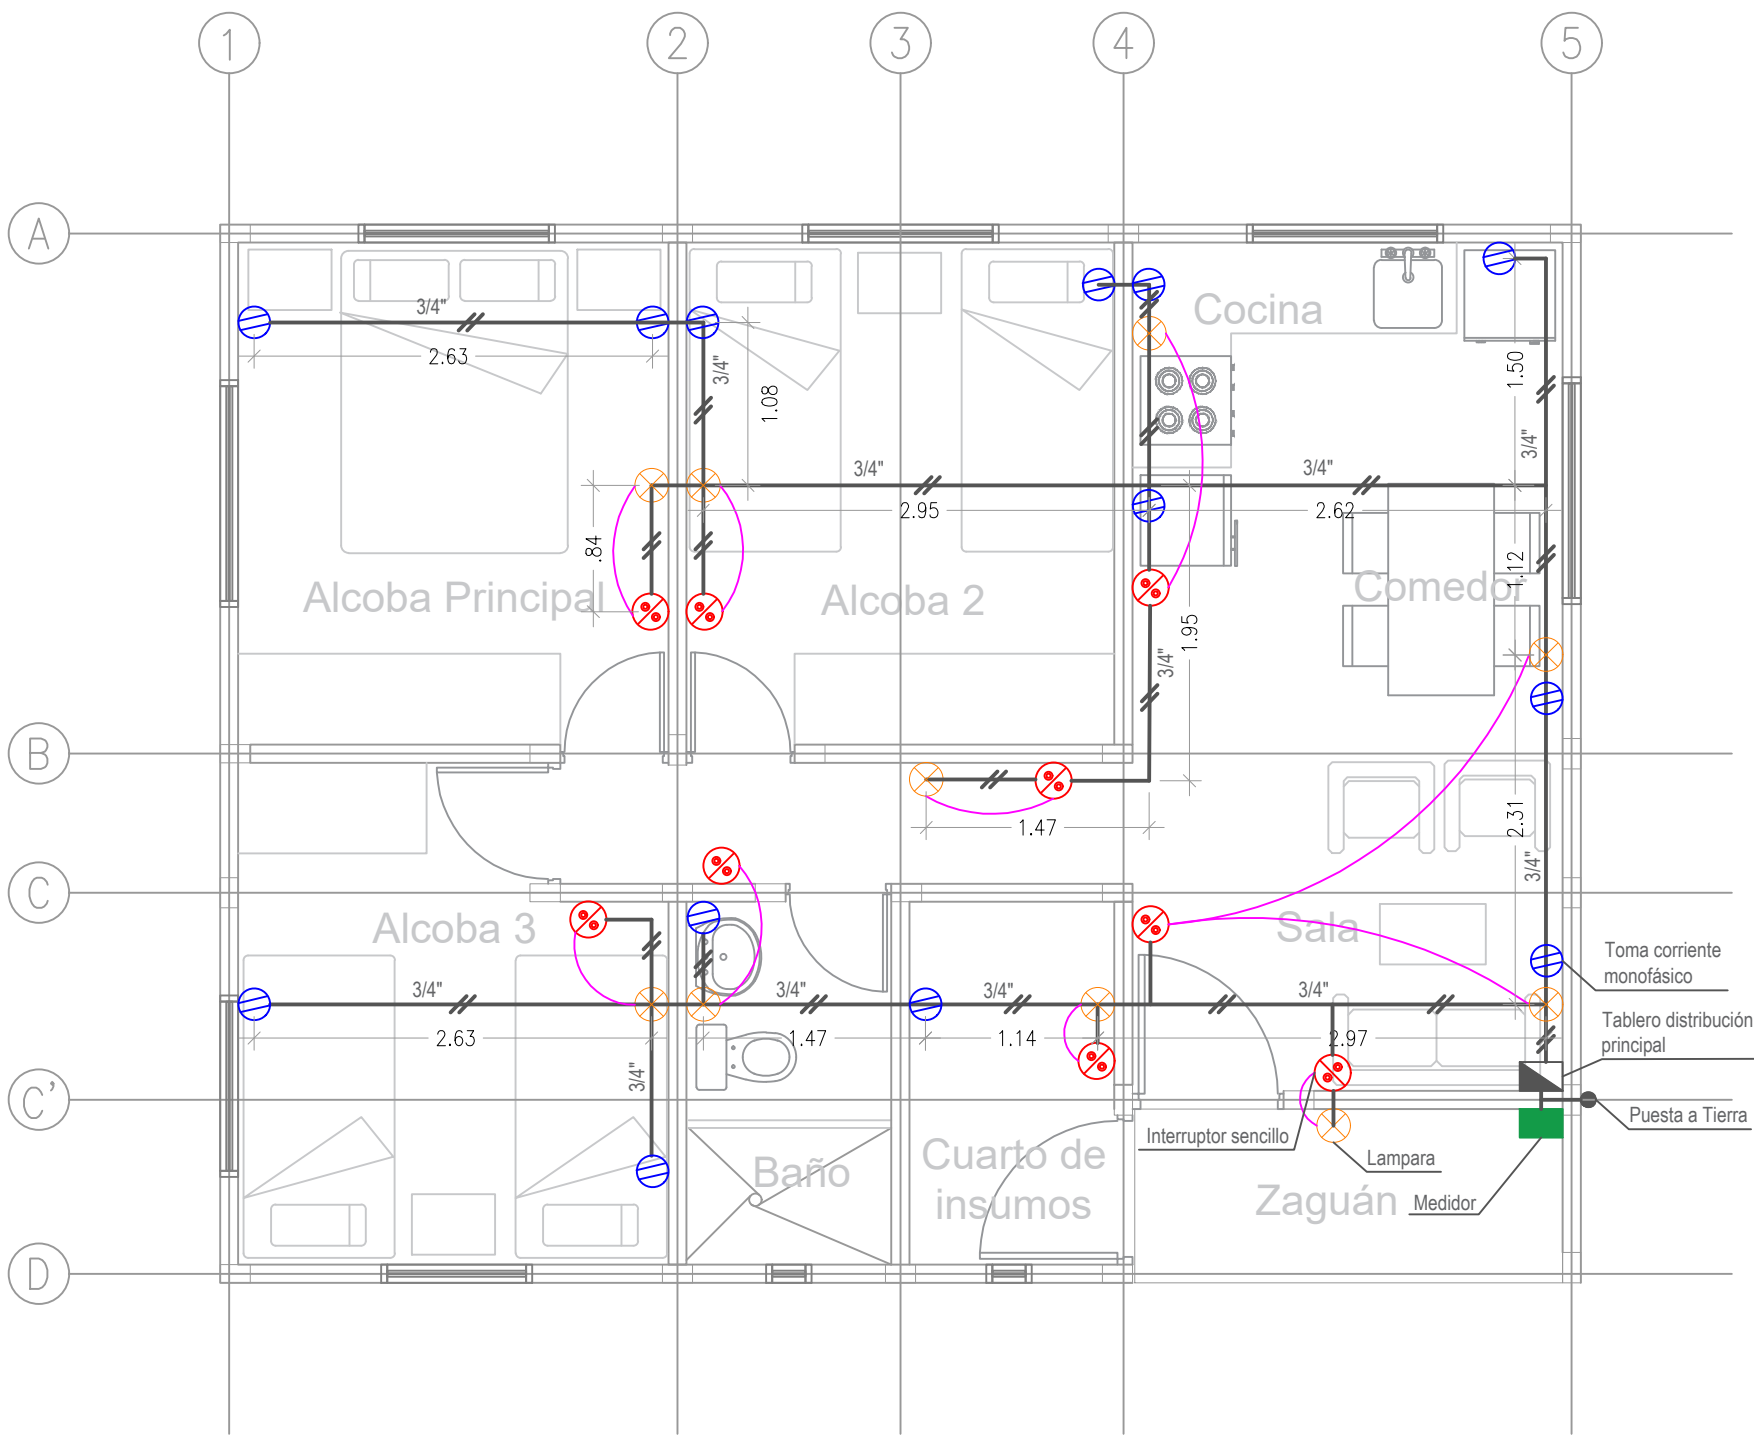 1
2
3
4
5
A
3/4"
2.63
3/4"
1.08
Cocina
1.50
3/4"
3/4"
2.95
3/4"
2.62
.84
1.12
Alcoba Principal
Alcoba 2
Comedor
1.95
3/4"
B
1.47
2.31
3/4"
C
Alcoba 3
Sala
Toma corriente
monofásico
3/4"
3/4"
3/4"
3/4"
Tablero distribución
principal
2.63
1.47
1.14
2.97
3/4"
C'
Puesta a Tierra
Interruptor sencillo
Lampara
Baño
Cuarto de
insumos
Zaguán
Medidor
D